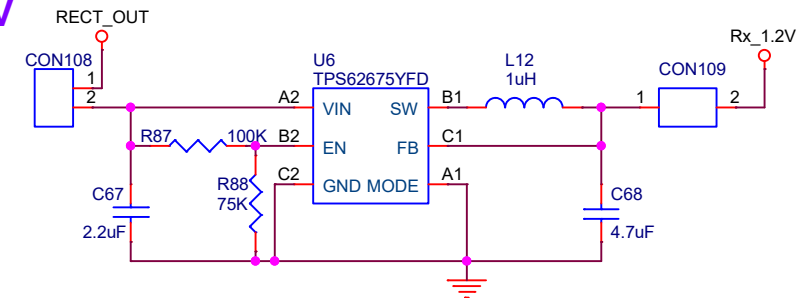 V
RECT_OUT
CON108
1
2
U6
TPS62675YFD
A2
VIN
SW
B1
B2
EN
FB
C1
C2
GND
MODE
A1
L12
1uH
Rx_1.2V
CON109
1
2
R87
100K
R88
75K
C67
2.2uF
C68
4.7uF